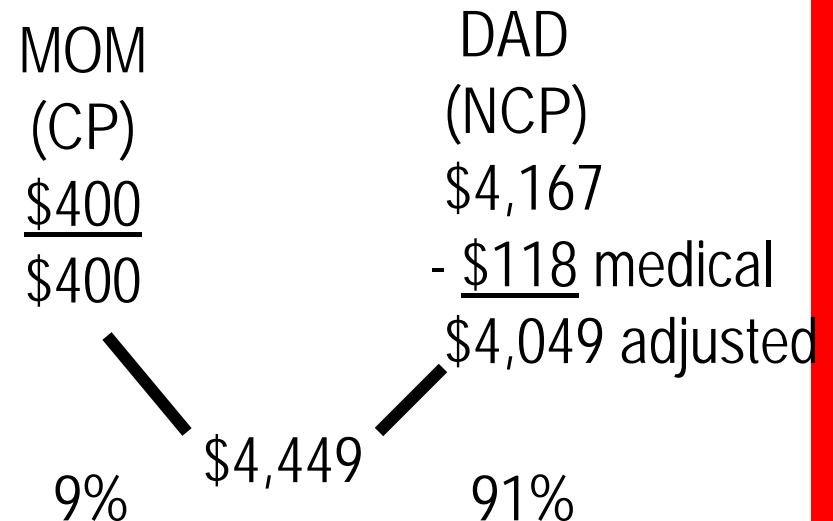 MOM
(CP)
$400
$400
DAD
(NCP)
$4,167
- $118 medical
$4,049 adjusted
$4,449
9%
91%